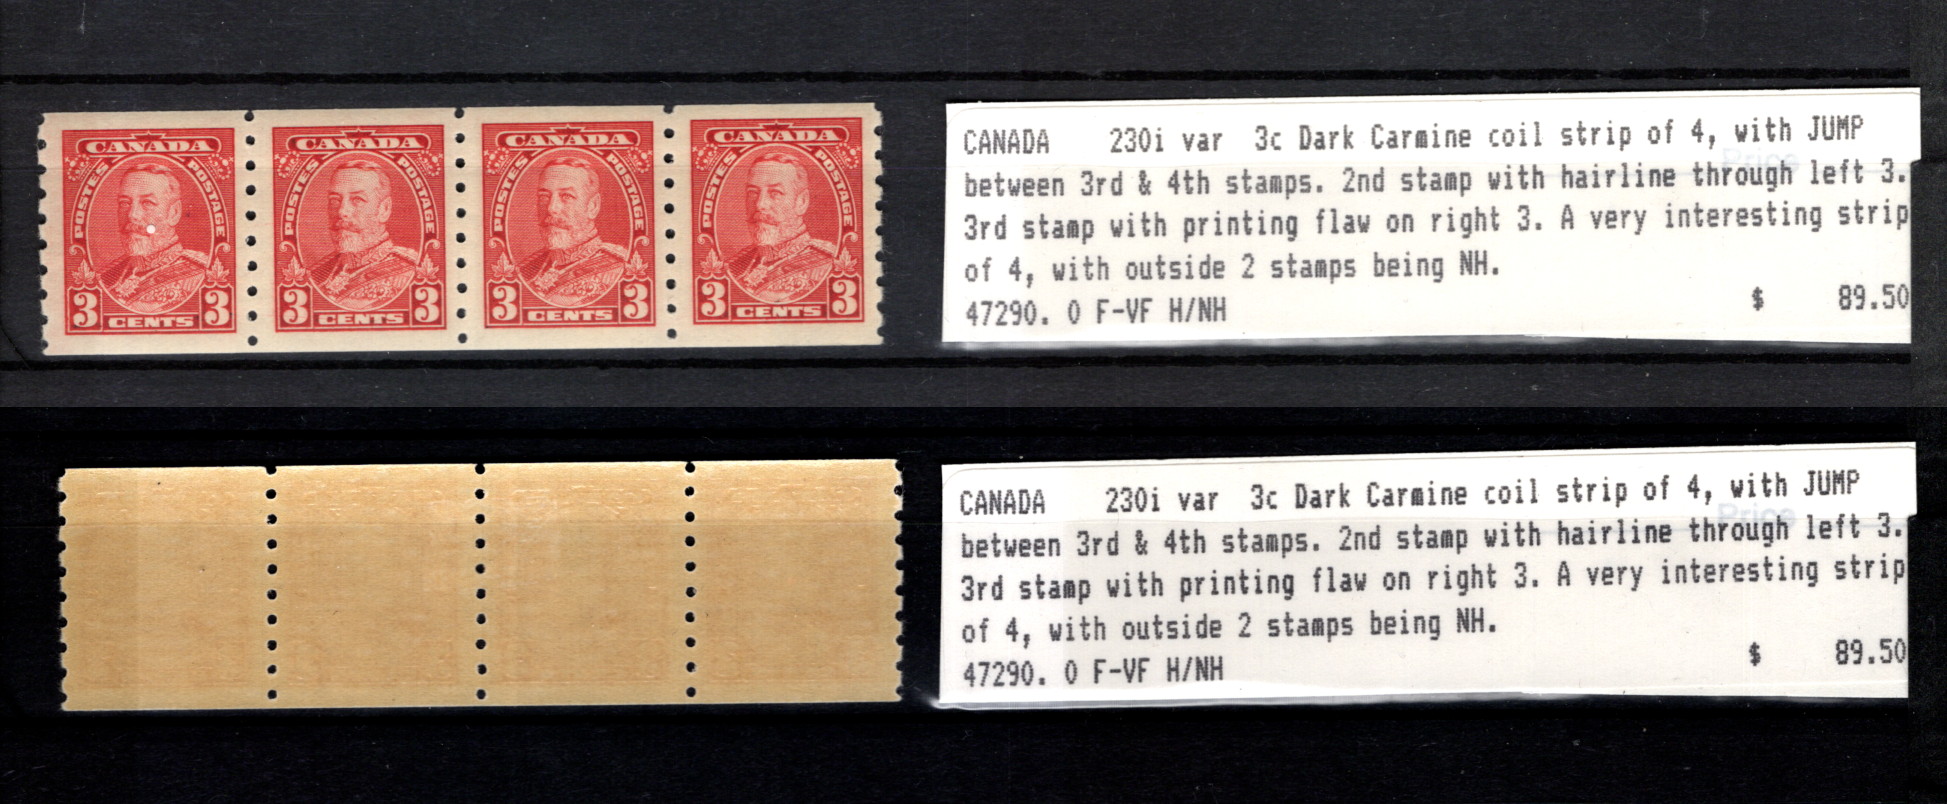 CANADA CANADA CANADA CANADA
POSTES POSTAGE POSTES POSTAGE POSTES POSTAGE POSTES POSTAGE
3 CENTS 3 3 CENTS 3 3 CENTS 3 3 CENTS 3
CANADA 230i var 3c Dark Carmine coil strip of 4, with JUMP
Price
between 3rd & 4th stamps. 2nd stamp with hairline through left 3.
3rd stamp with printing flaw on right 3. A very interesting strip
of 4, with outside 2 stamps being NH.
$ 89.50
47290. 0 F-VF H/NH
CANADA 230i var 3c Dark Carmine coil strip of 4, with JUMP
Price
between 3rd & 4th stamps. 2nd stamp with hairline through left 3.
3rd stamp with printing flaw on right 3. A very interesting strip
of 4, with outside 2 stamps being NH.
$ 89.50
47290. 0 F-VF H/NH